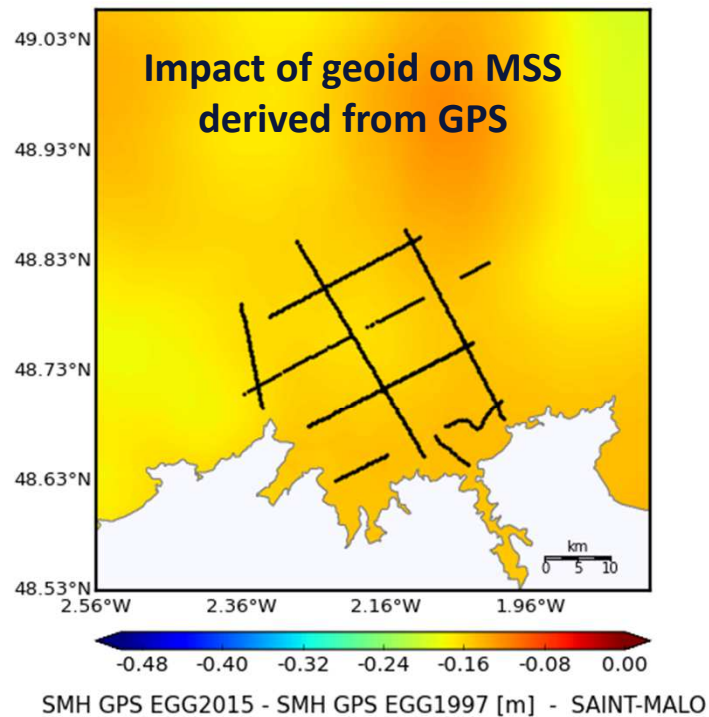 Impact of geoid on MSS
derived from GPS
49.03°N
48.93°N
48.83°N
48.73°N
48.63°N
48.53°N
km
0 5 10
2.56°W 2.36°W 2.16°W 1.96°W
-0.48 -0.40 -0.32 -0.24 -0.16 -0.08 0.00
SMH GPS EGG2015 - SMH GPS EGG1997 [m] - SAINT-MALO